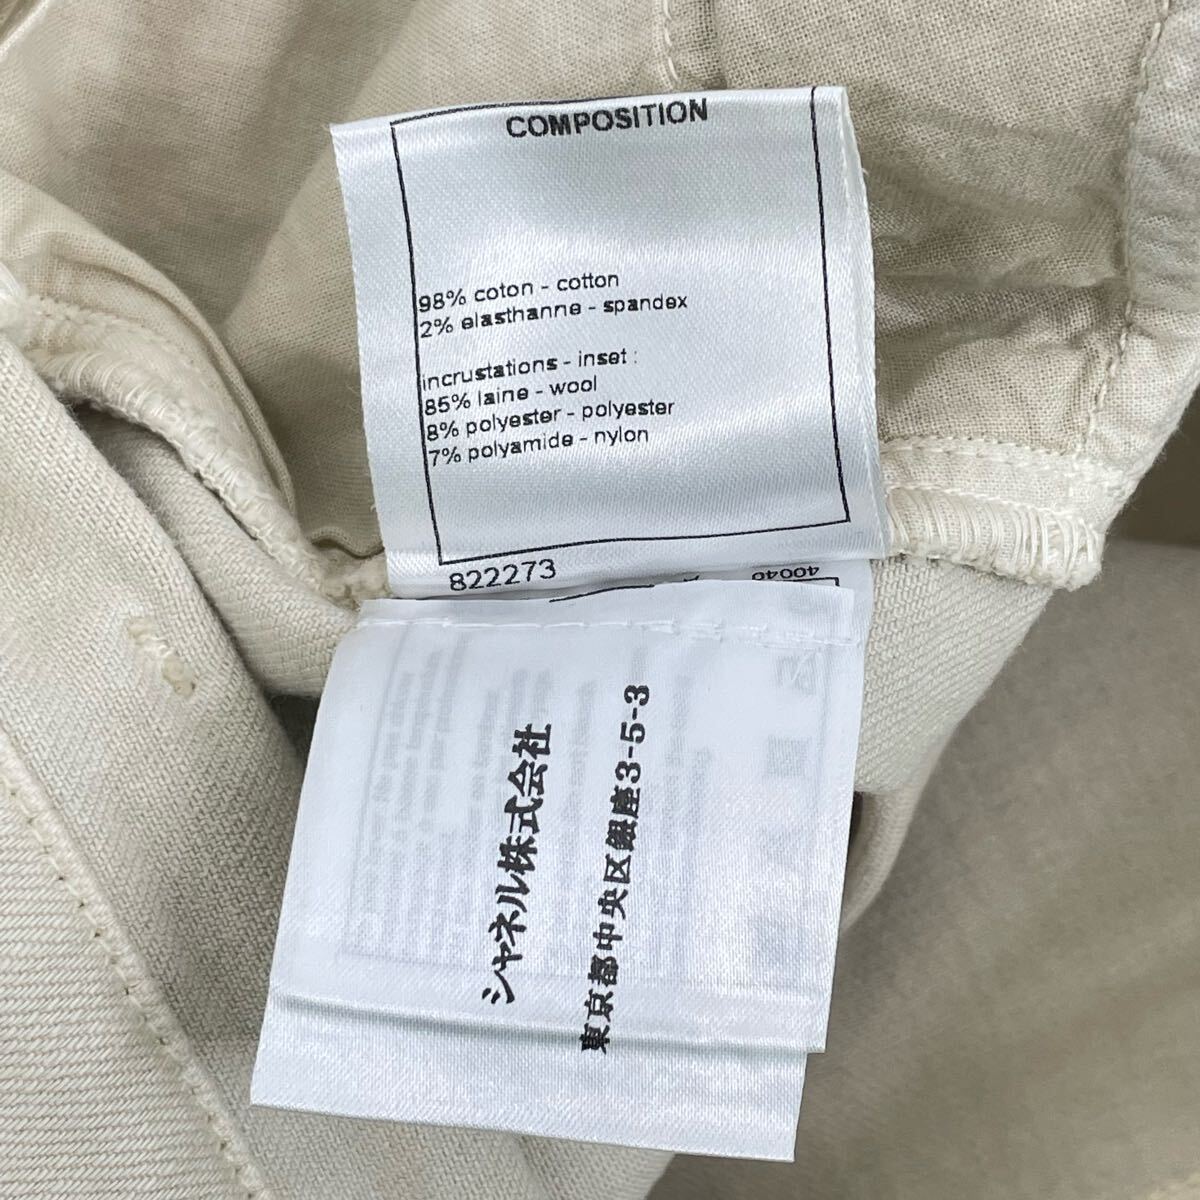 COMPOSITION
98% coton - cotton
2% elasthanne - spandex
incrustations - inset :
85% laine - wool
8% polyester - polyester
7% polyamide - nylon
822273
40040
シャネル株式会社
東京都中央区銀座3-5-3